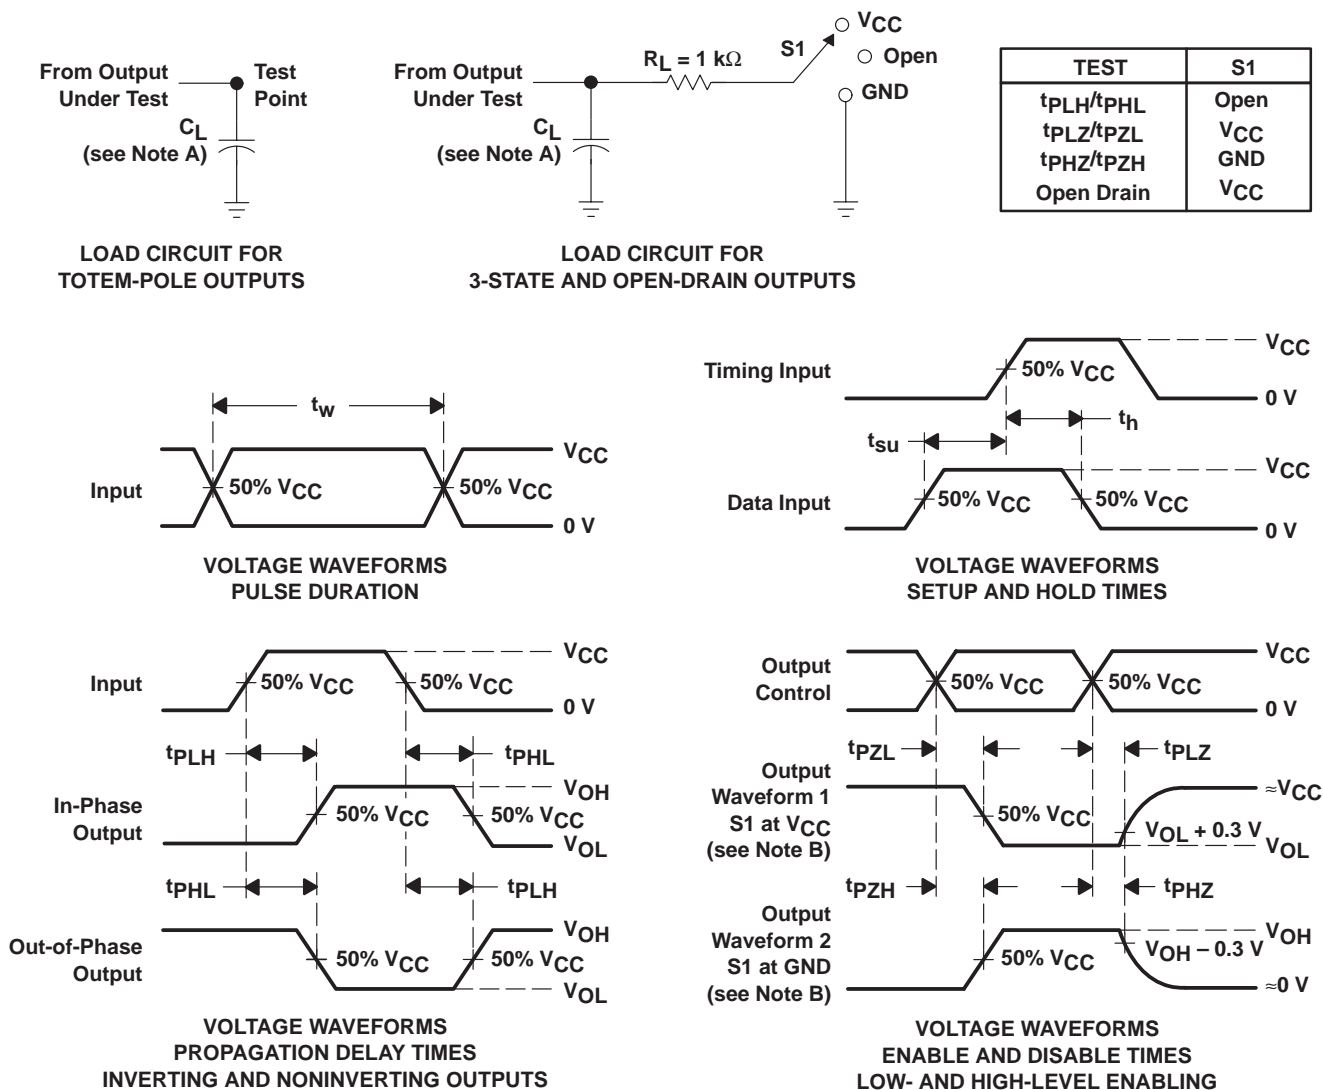 From Output
Under Test
Test
Point
CL
(see Note A)
LOAD CIRCUIT FOR
TOTEM-POLE OUTPUTS
From Output
Under Test
CL
(see Note A)
RL = 1 kΩ
S1
VCC
Open
GND
LOAD CIRCUIT FOR
3-STATE AND OPEN-DRAIN OUTPUTS
TEST S1
tPLH/tPHL Open
tPLZ/tPZL VCC
tPHZ/tPZH GND
Open Drain VCC
tw
Input
50% VCC
50% VCC
VCC
0 V
VOLTAGE WAVEFORMS
PULSE DURATION
Timing Input
50% VCC
VCC
0 V
tsu
th
Data Input
50% VCC
50% VCC
VCC
0 V
VOLTAGE WAVEFORMS
SETUP AND HOLD TIMES
Input
50% VCC
50% VCC
VCC
0 V
tPLH
tPHL
In-Phase
Output
50% VCC
50% VCC
VOH
VOL
tPHL
tPLH
Out-of-Phase
Output
50% VCC
50% VCC
VOH
VOL
VOLTAGE WAVEFORMS
PROPAGATION DELAY TIMES
INVERTING AND NONINVERTING OUTPUTS
Output
Control
50% VCC
50% VCC
VCC
0 V
tPZL
tPLZ
Output
Waveform 1
S1 at VCC
(see Note B)
50% VCC
VOL + 0.3 V
≈VCC
VOL
tPZH
tPHZ
Output
Waveform 2
S1 at GND
(see Note B)
50% VCC
VOH − 0.3 V
VOH
≈0 V
VOLTAGE WAVEFORMS
ENABLE AND DISABLE TIMES
LOW- AND HIGH-LEVEL ENABLING